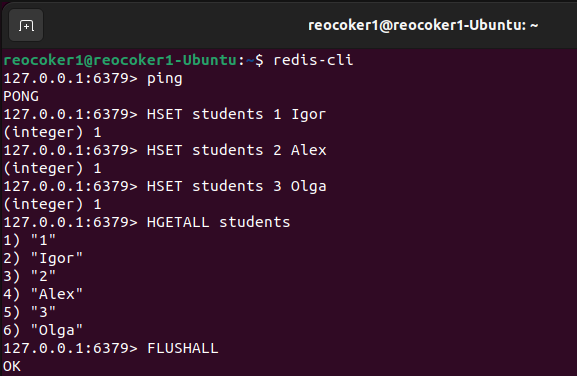 reocoker1@reocoker1-Ubuntu: ~
reocoker1@reocoker1-Ubuntu:~$ redis-cli
127.0.0.1:6379> ping
PONG
127.0.0.1:6379> HSET students 1 Igor
(integer) 1
127.0.0.1:6379> HSET students 2 Alex
(integer) 1
127.0.0.1:6379> HSET students 3 Olga
(integer) 1
127.0.0.1:6379> HGETALL students
1) "1"
2) "Igor"
3) "2"
4) "Alex"
5) "3"
6) "Olga"
127.0.0.1:6379> FLUSHALL
OK